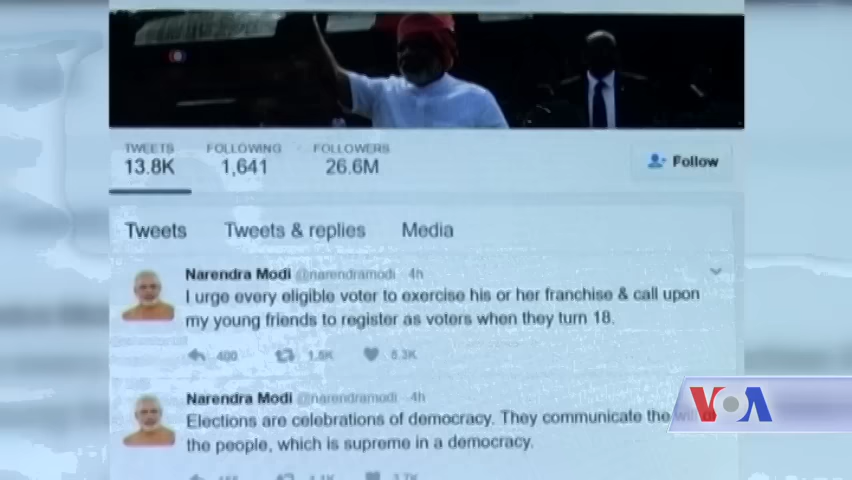 TWEETS FOLLOWING FOLLOWERS
13.8K 1,641 26.6M Follow
Tweets Tweets & replies Media
Narendra Modi @narendramodi 4h
I urge every eligible voter to exercise his or her franchise & call upon
my young friends to register as voters when they turn 18.
400 1.5K 5.3K
Narendra Modi @narendramodi 4h
Elections are celebrations of democracy. They communicate the will of
the people, which is supreme in a democracy.
VOA